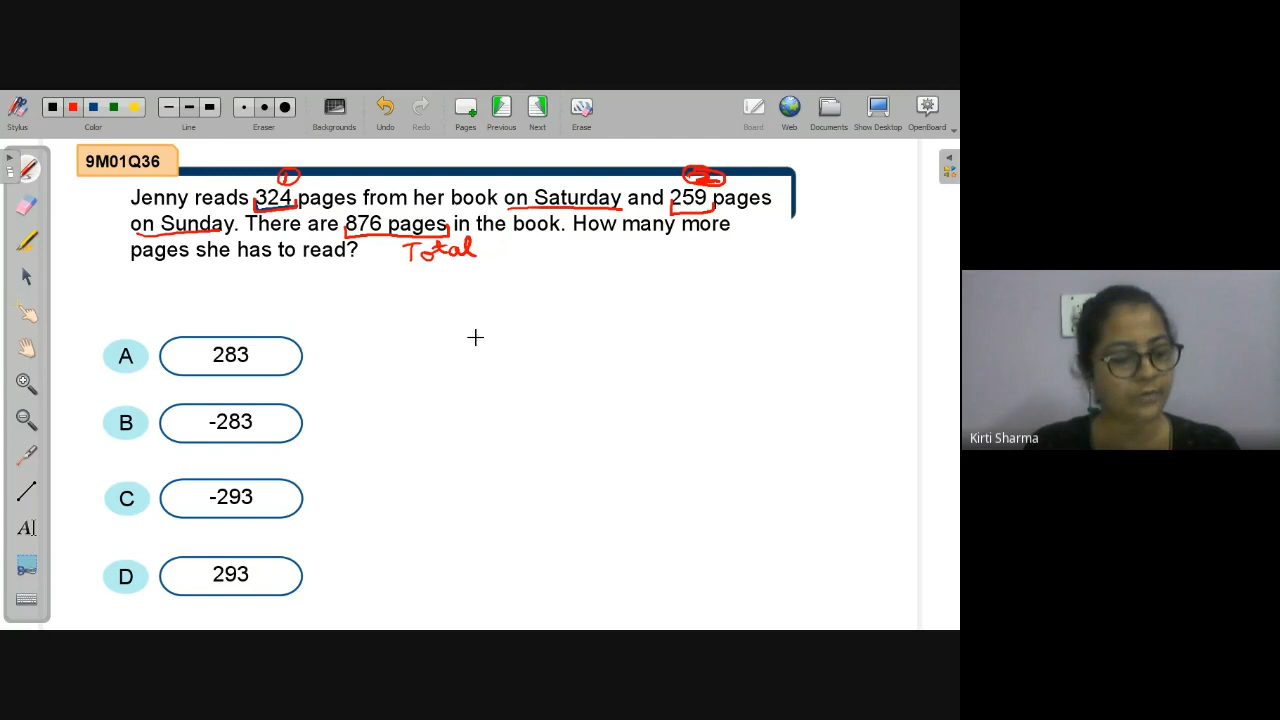 Stylus
Color
Line
Eraser
Backgrounds
Undo
Redo
Pages
Previous
Next
Erase
Board
Web
Documents
Show Desktop
OpenBoard
9M01Q36
1
Jenny reads 324 pages from her book on Saturday and 259 pages
on Sunday. There are 876 pages in the book. How many more
pages she has to read?
Total
A 283
B -283
C -293
D 293
Kirti Sharma